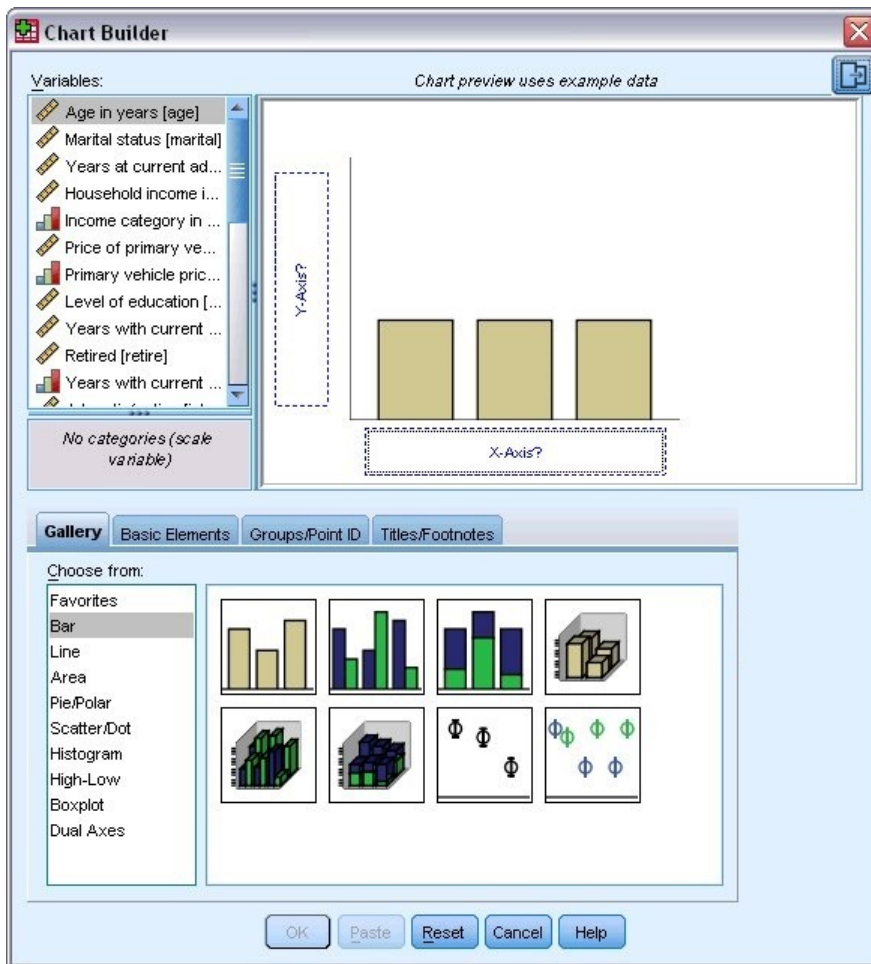 Chart Builder
Variables:
Chart preview uses example data
Age in years [age]
Marital status [marital]
Years at current ad...
Household income i...
Income category in ...
Price of primary ve...
Primary vehicle pric...
Level of education [...
Years with current ...
Retired [retire]
Years with current ...
No categories (scale
variable)
Y-Axis?
X-Axis?
Gallery
Basic Elements
Groups/Point ID
Titles/Footnotes
Choose from:
Favorites
Bar
Line
Area
Pie/Polar
Scatter/Dot
Histogram
High-Low
Boxplot
Dual Axes
OK
Paste
Reset
Cancel
Help